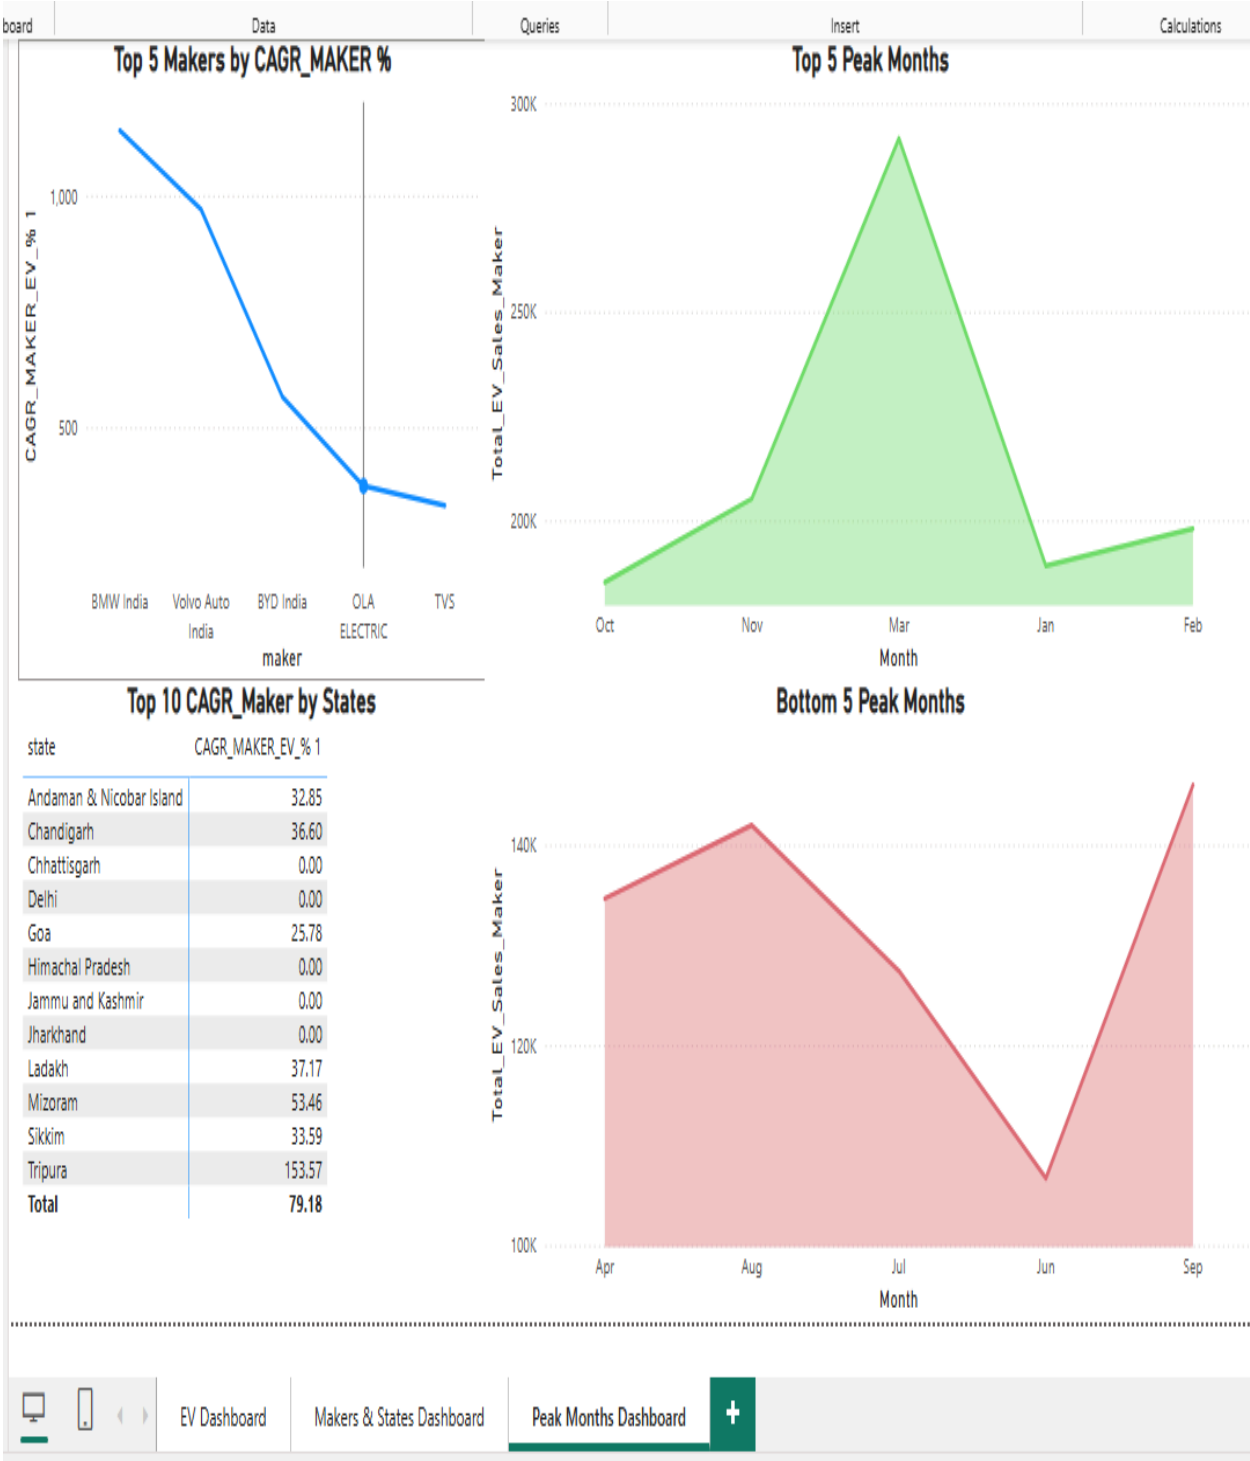 board Data Queries Insert Calculations
Top 5 Makers by CAGR_MAKER %
CAGR_MAKER_EV_% 1
1,000
500
BMW India Volvo Auto India BYD India OLA ELECTRIC TVS
maker
Top 5 Peak Months
Total_EV_Sales_Maker
300K
250K
200K
Oct Nov Mar Jan Feb
Month
Top 10 CAGR_Maker by States
state CAGR_MAKER_EV_% 1
Andaman & Nicobar Island 32.85
Chandigarh 36.60
Chhattisgarh 0.00
Delhi 0.00
Goa 25.78
Himachal Pradesh 0.00
Jammu and Kashmir 0.00
Jharkhand 0.00
Ladakh 37.17
Mizoram 53.46
Sikkim 33.59
Tripura 153.57
Total 79.18
Bottom 5 Peak Months
Total_EV_Sales_Maker
140K
120K
100K
Apr Aug Jul Jun Sep
Month
EV Dashboard Makers & States Dashboard Peak Months Dashboard +